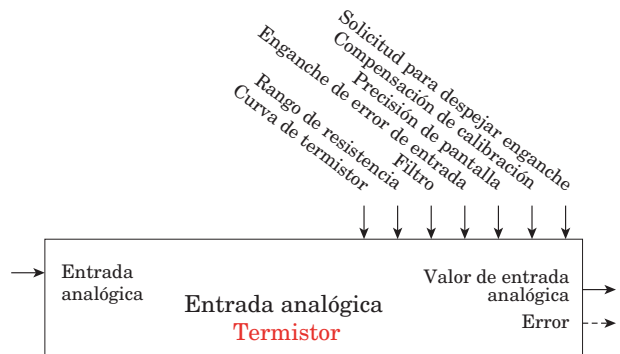 Solicitud para despejar enganche
Compensación de calibración
Precisión de pantalla
Enganche de error de entrada
Filtro
Rango de resistencia
Curva de termistor
Entrada
analógica
Entrada analógica
Termistor
Valor de entrada
analógica
Error